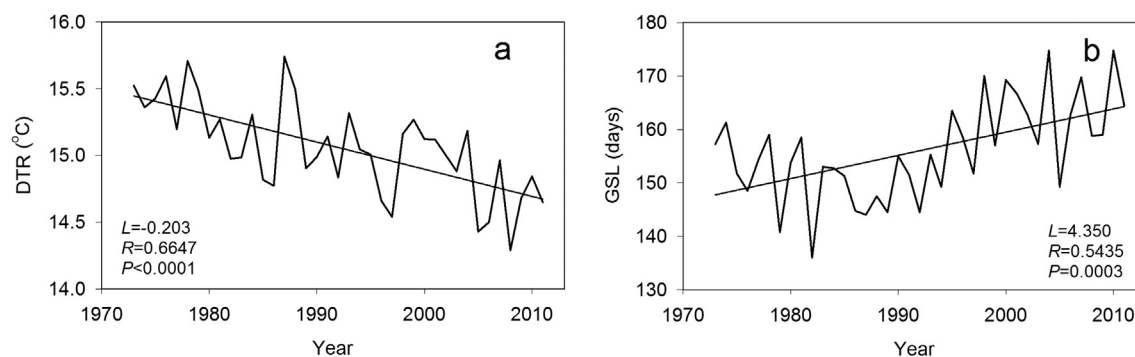 16.0
15.5
15.0
14.5
14.0
DTR (°C)
a
L=-0.203
R=0.6647
P<0.0001
1970 1980 1990 2000 2010
Year
180
170
160
150
140
130
GSL (days)
b
L=4.350
R=0.5435
P=0.0003
1970 1980 1990 2000 2010
Year